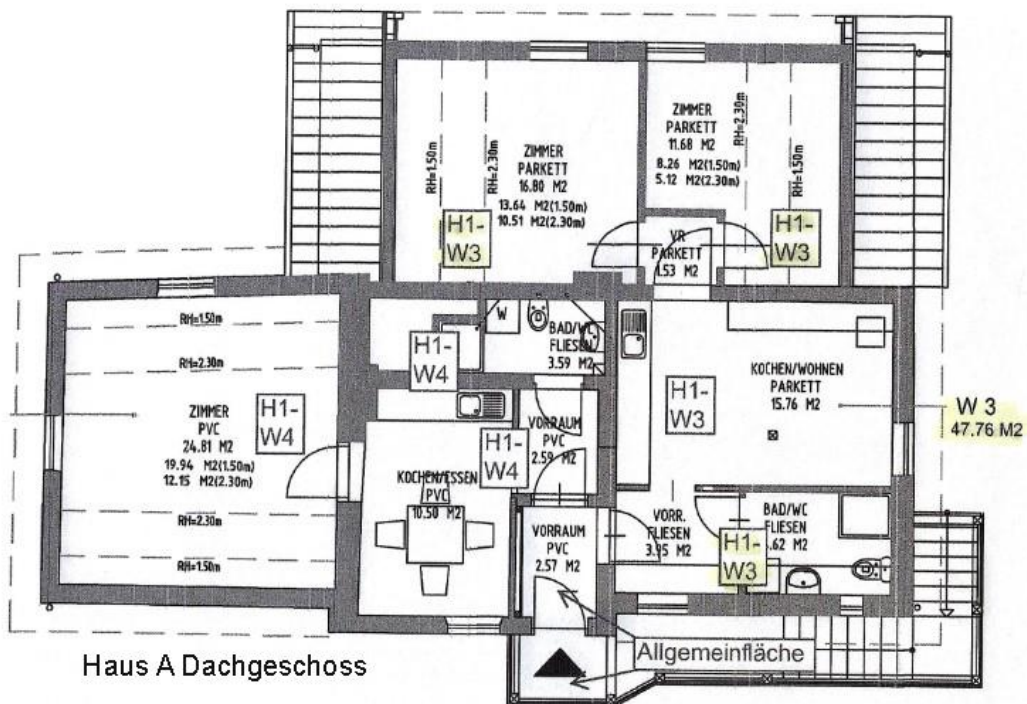 ZIMMER
PARKETT
16.80 M2
13.64 M2(1.50m)
10.51 M2(2.30m)
RH=1.50m
RH=2.30m
H1-
W3
ZIMMER
PARKETT
11.68 M2
8.26 M2(1.50m)
5.12 M2(2.30m)
RH=2.30m
RH=1.50m
H1-
W3
VR
PARKETT
1.53 M2
RH=1.50m
RH=2.30m
ZIMMER
PVC
24.81 M2
19.94 M2(1.50m)
12.15 M2(2.30m)
RH=2.30m
RH=1.50m
H1-
W4
H1-
W4
W
BAD/WC
FLIESEN
3.59 M2
KOCHEN/WOHNEN
PARKETT
15.76 M2
H1-
W3
W 3
47.76 M2
H1-
W4
VORRAUM
PVC
2.59 M2
KOCHEN/ESSEN
PVC
10.50 M2
VORRAUM
PVC
2.57 M2
VORR.
FLIESEN
3.95 M2
BAD/WC
FLIESEN
.62 M2
H1-
W3
Allgemeinfläche
Haus A Dachgeschoss